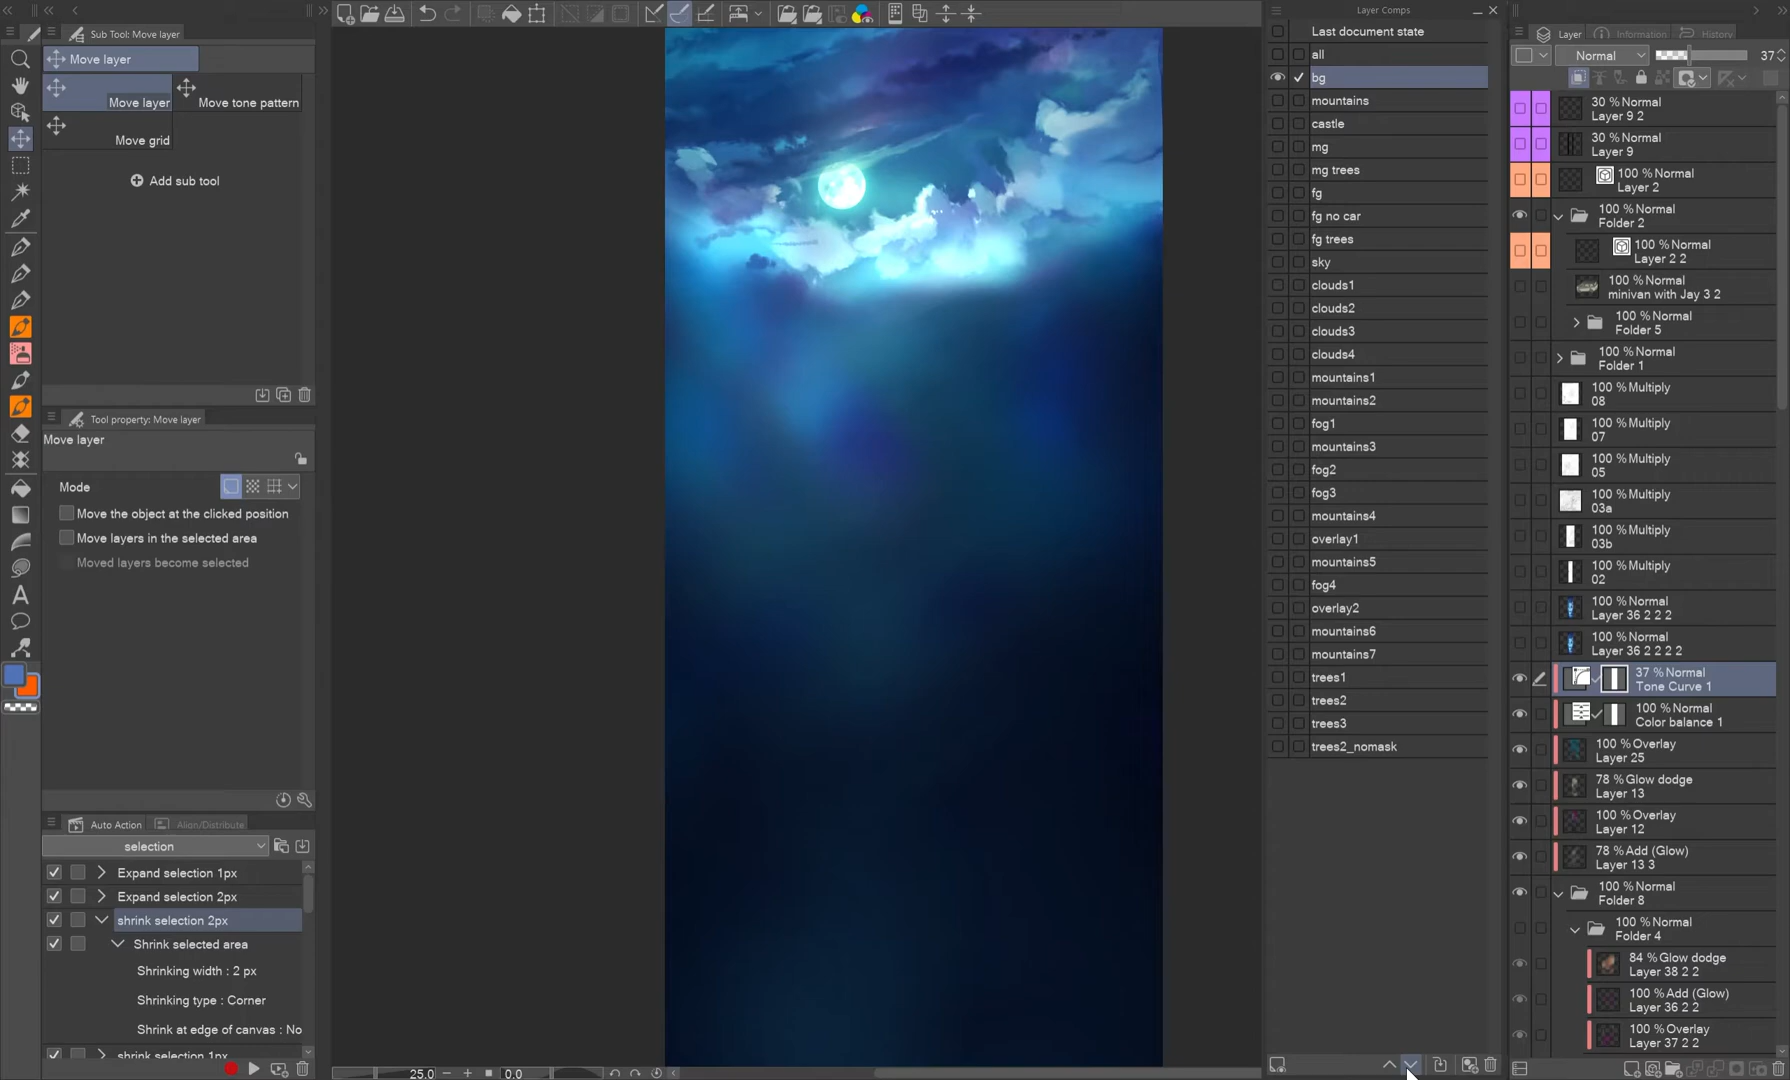 Sub Tool: Move layer
Move layer
Move layer
Move tone pattern
Move grid
Add sub tool
Tool property: Move layer
Move layer
Mode
Move the object at the clicked position
Move layers in the selected area
Moved layers become selected
Auto Action
Align/Distribute
selection
Expand selection 1px
Expand selection 2px
shrink selection 2px
Shrink selected area
Shrinking width : 2 px
Shrinking type : Corner
Shrink at edge of canvas : No
shrink selection 1px
25.0
0.0
Layer Comps
Last document state
all
bg
mountains
castle
mg
mg trees
fg
fg no car
fg trees
sky
clouds1
clouds2
clouds3
clouds4
mountains1
mountains2
fog1
mountains3
fog2
fog3
mountains4
overlay1
mountains5
fog4
overlay2
mountains6
mountains7
trees1
trees2
trees3
trees2_nomask
Layer
Information
History
Normal
37
30 % Normal
Layer 9 2
30 % Normal
Layer 9
100 % Normal
Layer 2
100 % Normal
Folder 2
100 % Normal
Layer 2 2
100 % Normal
minivan with Jay 3 2
100 % Normal
Folder 5
100 % Normal
Folder 1
100 % Multiply
08
100 % Multiply
07
100 % Multiply
05
100 % Multiply
03a
100 % Multiply
03b
100 % Multiply
02
100 % Normal
Layer 36 2 2 2
100 % Normal
Layer 36 2 2 2 2
37 % Normal
Tone Curve 1
100 % Normal
Color balance 1
100 % Overlay
Layer 25
78 % Glow dodge
Layer 13
100 % Overlay
Layer 12
78 % Add (Glow)
Layer 13 3
100 % Normal
Folder 8
100 % Normal
Folder 4
84 % Glow dodge
Layer 38 2 2
100 % Add (Glow)
Layer 36 2 2
100 % Overlay
Layer 37 2 2